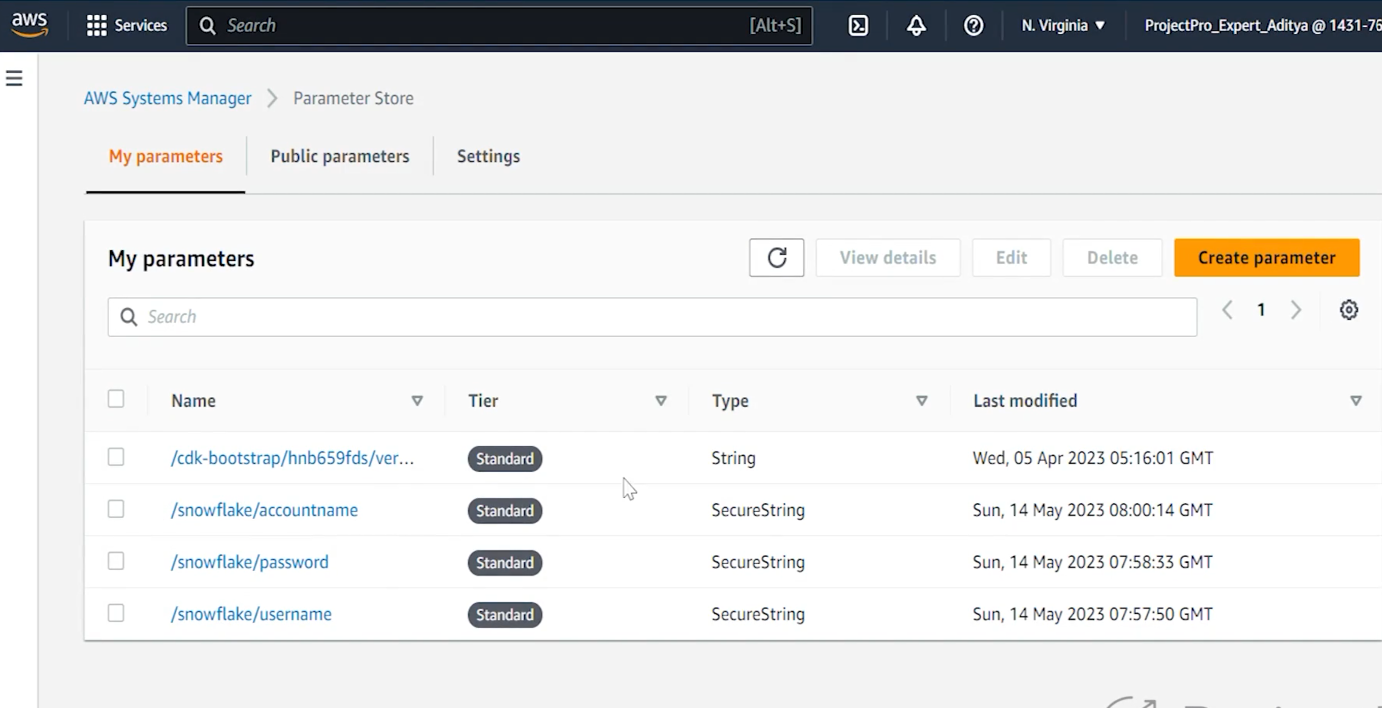 aws Services Search [Alt+S] N. Virginia ▼ ProjectPro_Expert_Aditya @ 1431-76
AWS Systems Manager > Parameter Store
My parameters Public parameters Settings
My parameters View details Edit Delete Create parameter
Search 1
Name Tier Type Last modified
/cdk-bootstrap/hnb659fds/ver... Standard String Wed, 05 Apr 2023 05:16:01 GMT
/snowflake/accountname Standard SecureString Sun, 14 May 2023 08:00:14 GMT
/snowflake/password Standard SecureString Sun, 14 May 2023 07:58:33 GMT
/snowflake/username Standard SecureString Sun, 14 May 2023 07:57:50 GMT